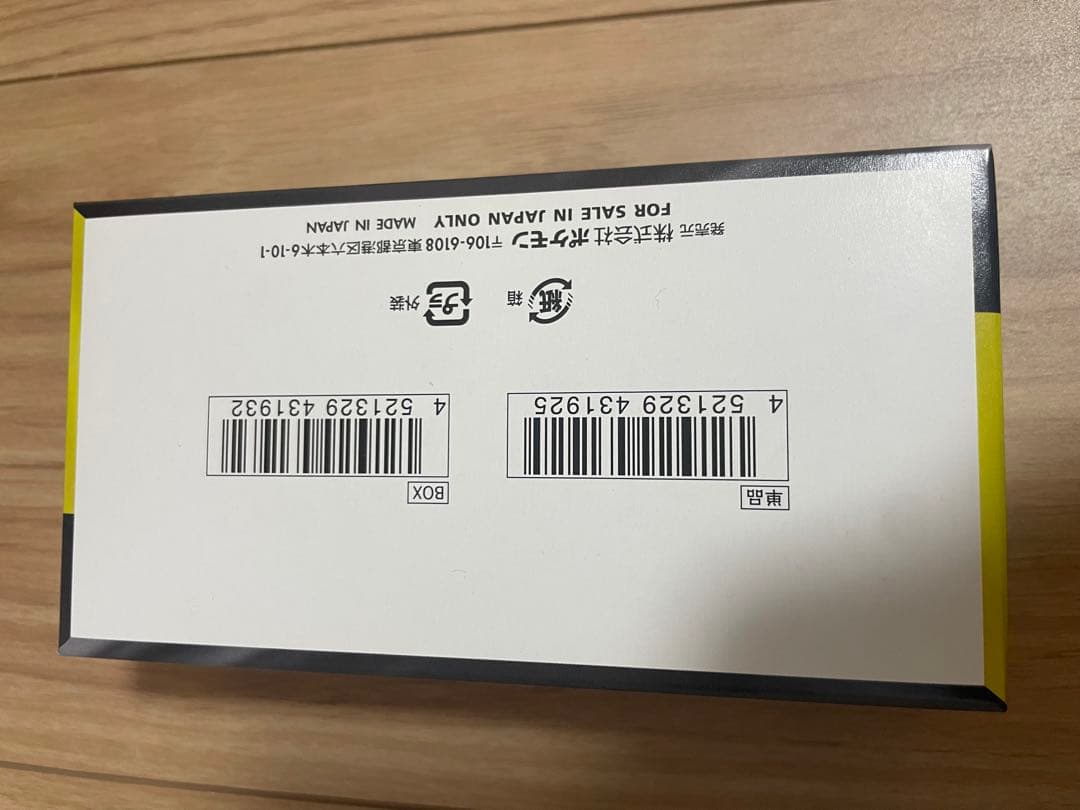 単品
BOX
4 521329 431925
4 521329 431932
紙 箱
プラ 外装
発売元 株式会社 ポケモン 〒106-6108 東京都港区六本木6-10-1
FOR SALE IN JAPAN ONLY MADE IN JAPAN